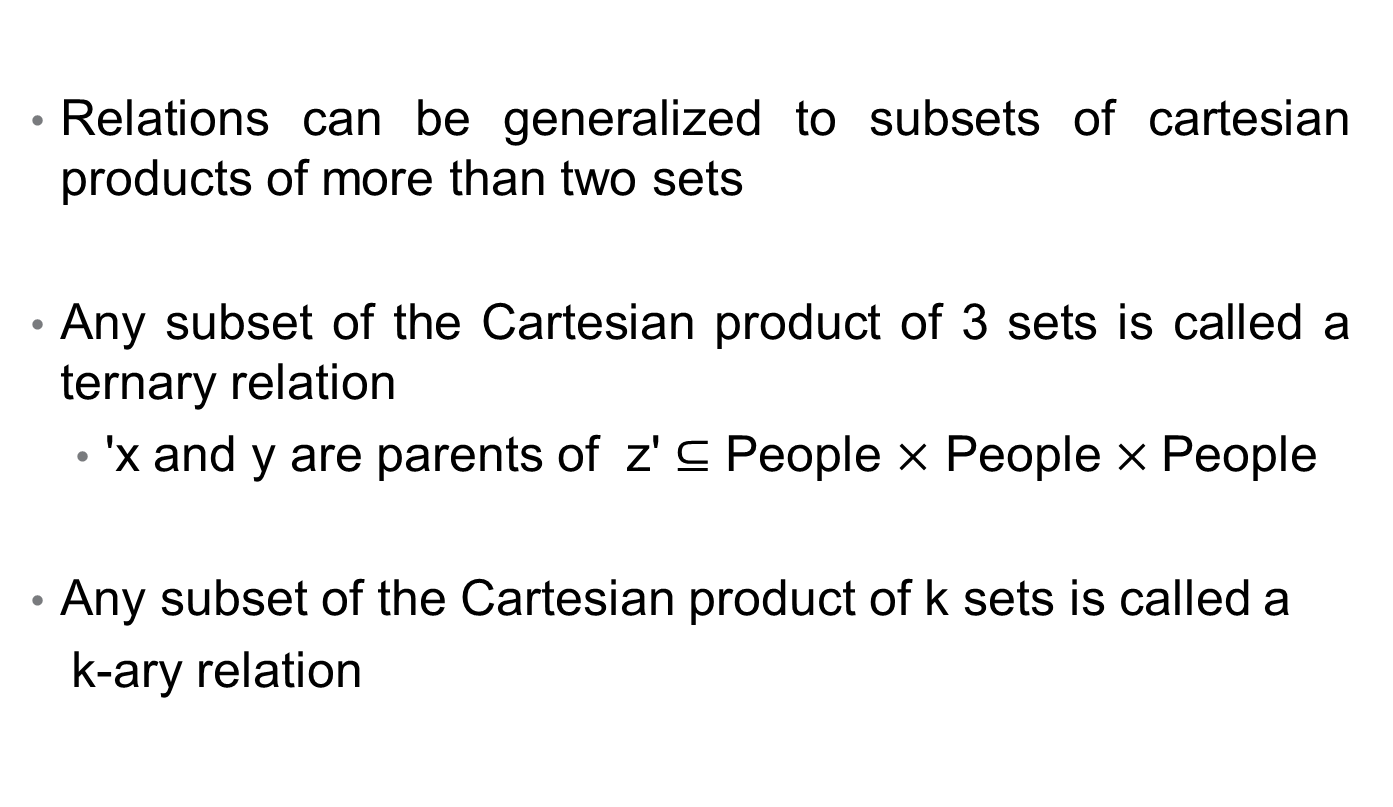 • Relations can be generalized to subsets of cartesian
products of more than two sets
• Any subset of the Cartesian product of 3 sets is called a
ternary relation
• 'x and y are parents of  z' ⊆ People × People × People
• Any subset of the Cartesian product of k sets is called a
k-ary relation